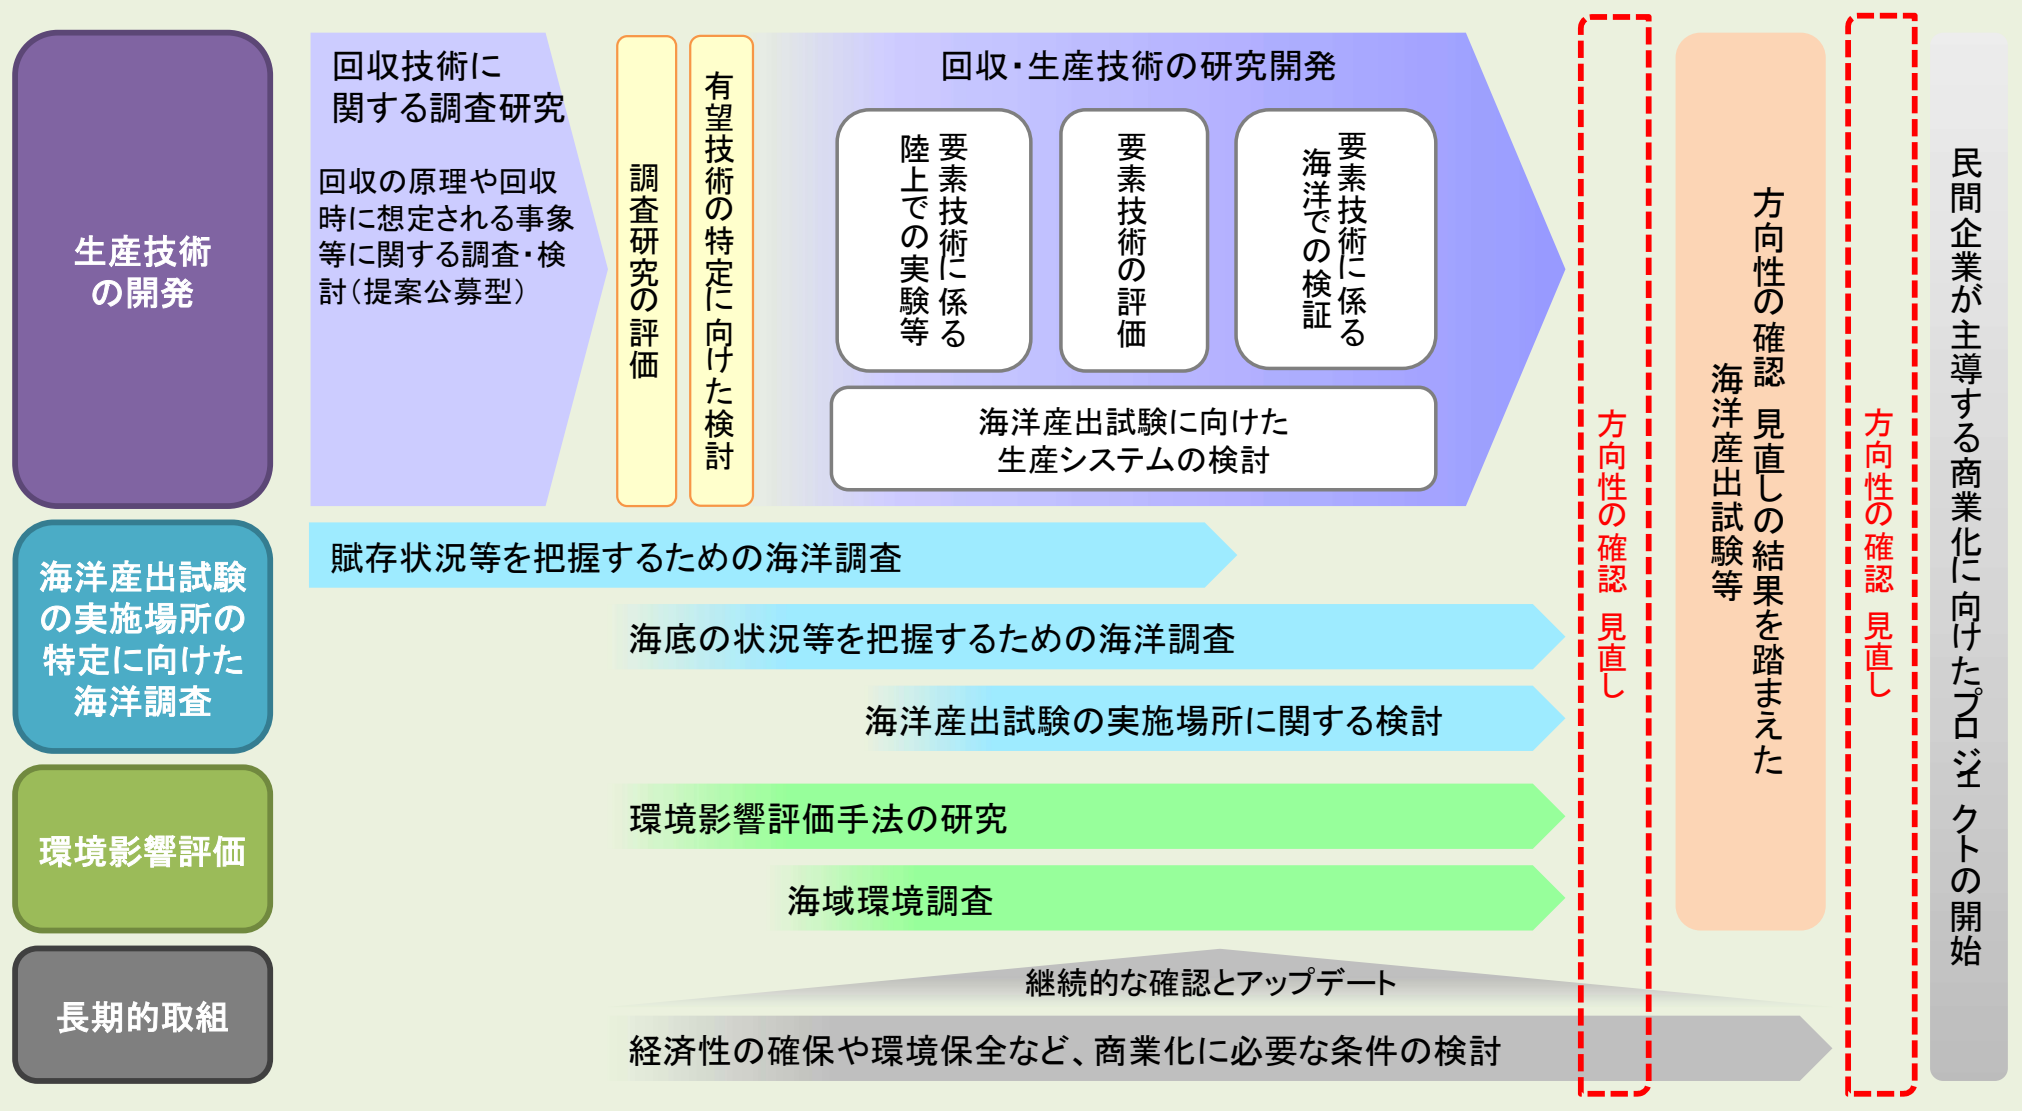 生産技術
の開発
回収技術に
関する調査研究
回収の原理や回収
時に想定される事象
等に関する調査・検
討（提案公募型）
調査研究の評価
有望技術の特定に向けた検討
回収・生産技術の研究開発
要素技術に係る
陸上での実験等
要素技術の評価
要素技術に係る
海洋での検証
海洋産出試験に向けた
生産システムの検討
海洋産出試験
の実施場所の
特定に向けた
海洋調査
賦存状況等を把握するための海洋調査
海底の状況等を把握するための海洋調査
海洋産出試験の実施場所に関する検討
環境影響評価
環境影響評価手法の研究
海域環境調査
長期的取組
継続的な確認とアップデート
経済性の確保や環境保全など、商業化に必要な条件の検討
方向性の確認 見直し
方向性の確認 見直しの結果を踏まえた
海洋産出試験等
方向性の確認 見直し
民間企業が主導する商業化に向けたプロジェクトの開始